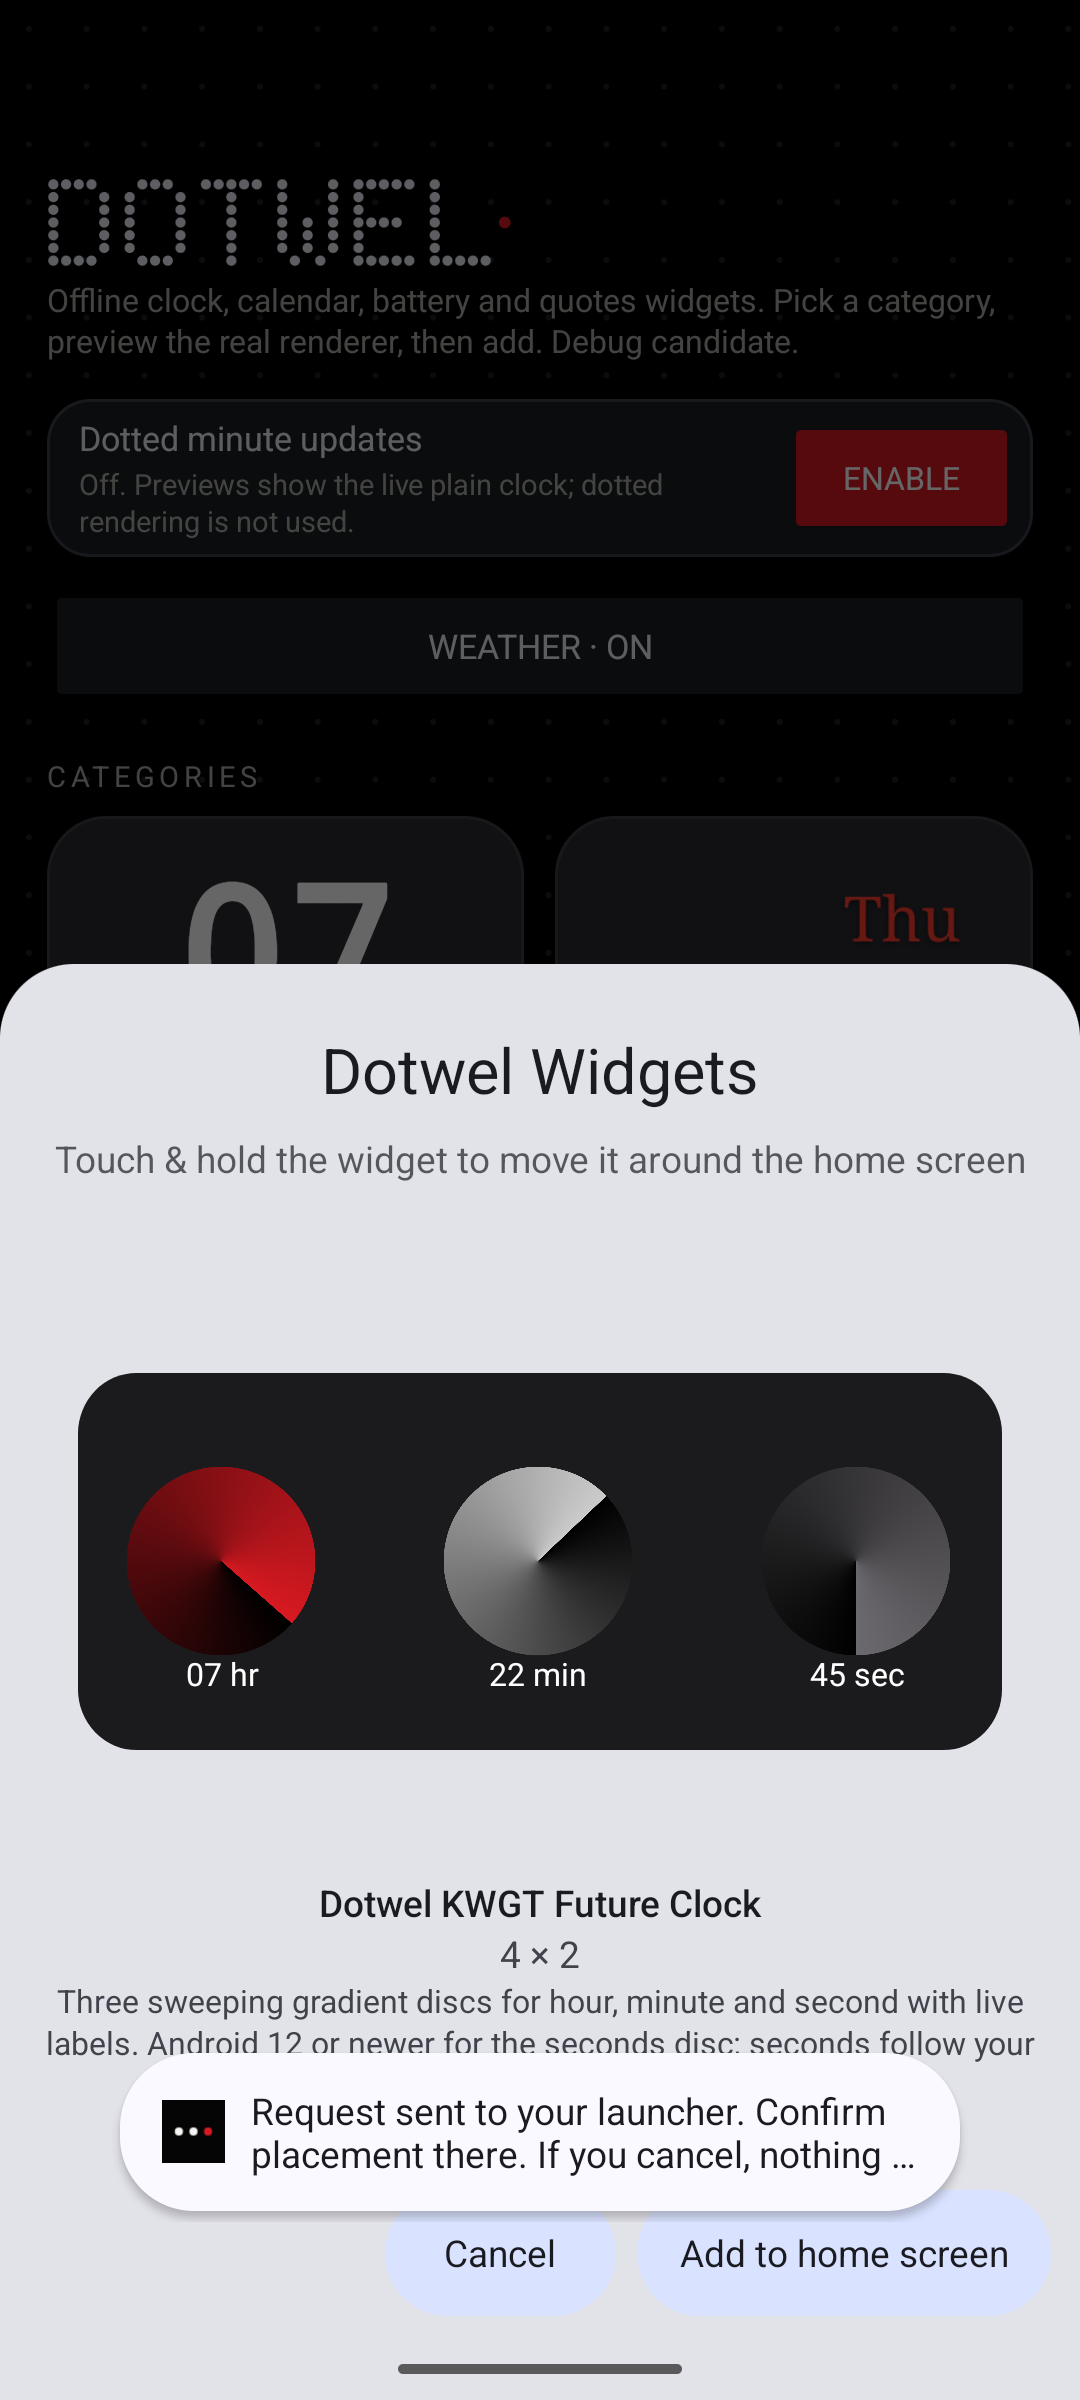 DOTWEL
Offline clock, calendar, battery and quotes widgets. Pick a category,
preview the real renderer, then add. Debug candidate.
Dotted minute updates
Off. Previews show the live plain clock; dotted
rendering is not used.
ENABLE
WEATHER · ON
CATEGORIES
07
Thu
Dotwel Widgets
Touch & hold the widget to move it around the home screen
07 hr
22 min
45 sec
Dotwel KWGT Future Clock
4 × 2
Three sweeping gradient discs for hour, minute and second with live
labels. Android 12 or newer for the seconds disc; seconds follow your
Request sent to your launcher. Confirm
placement there. If you cancel, nothing …
Cancel
Add to home screen